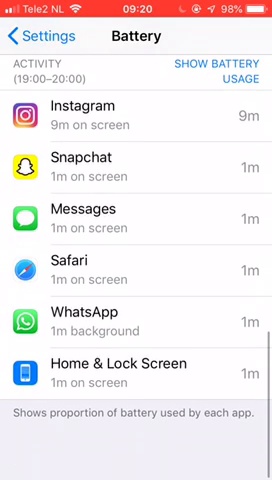 Tele2 NL 09:20 98%
Settings Battery
ACTIVITY SHOW BATTERY
(19:00–20:00) USAGE
Instagram
9m on screen 9m
Snapchat
1m on screen 1m
Messages
1m on screen 1m
Safari
1m on screen 1m
WhatsApp
1m background 1m
Home & Lock Screen
1m on screen 1m
Shows proportion of battery used by each app.